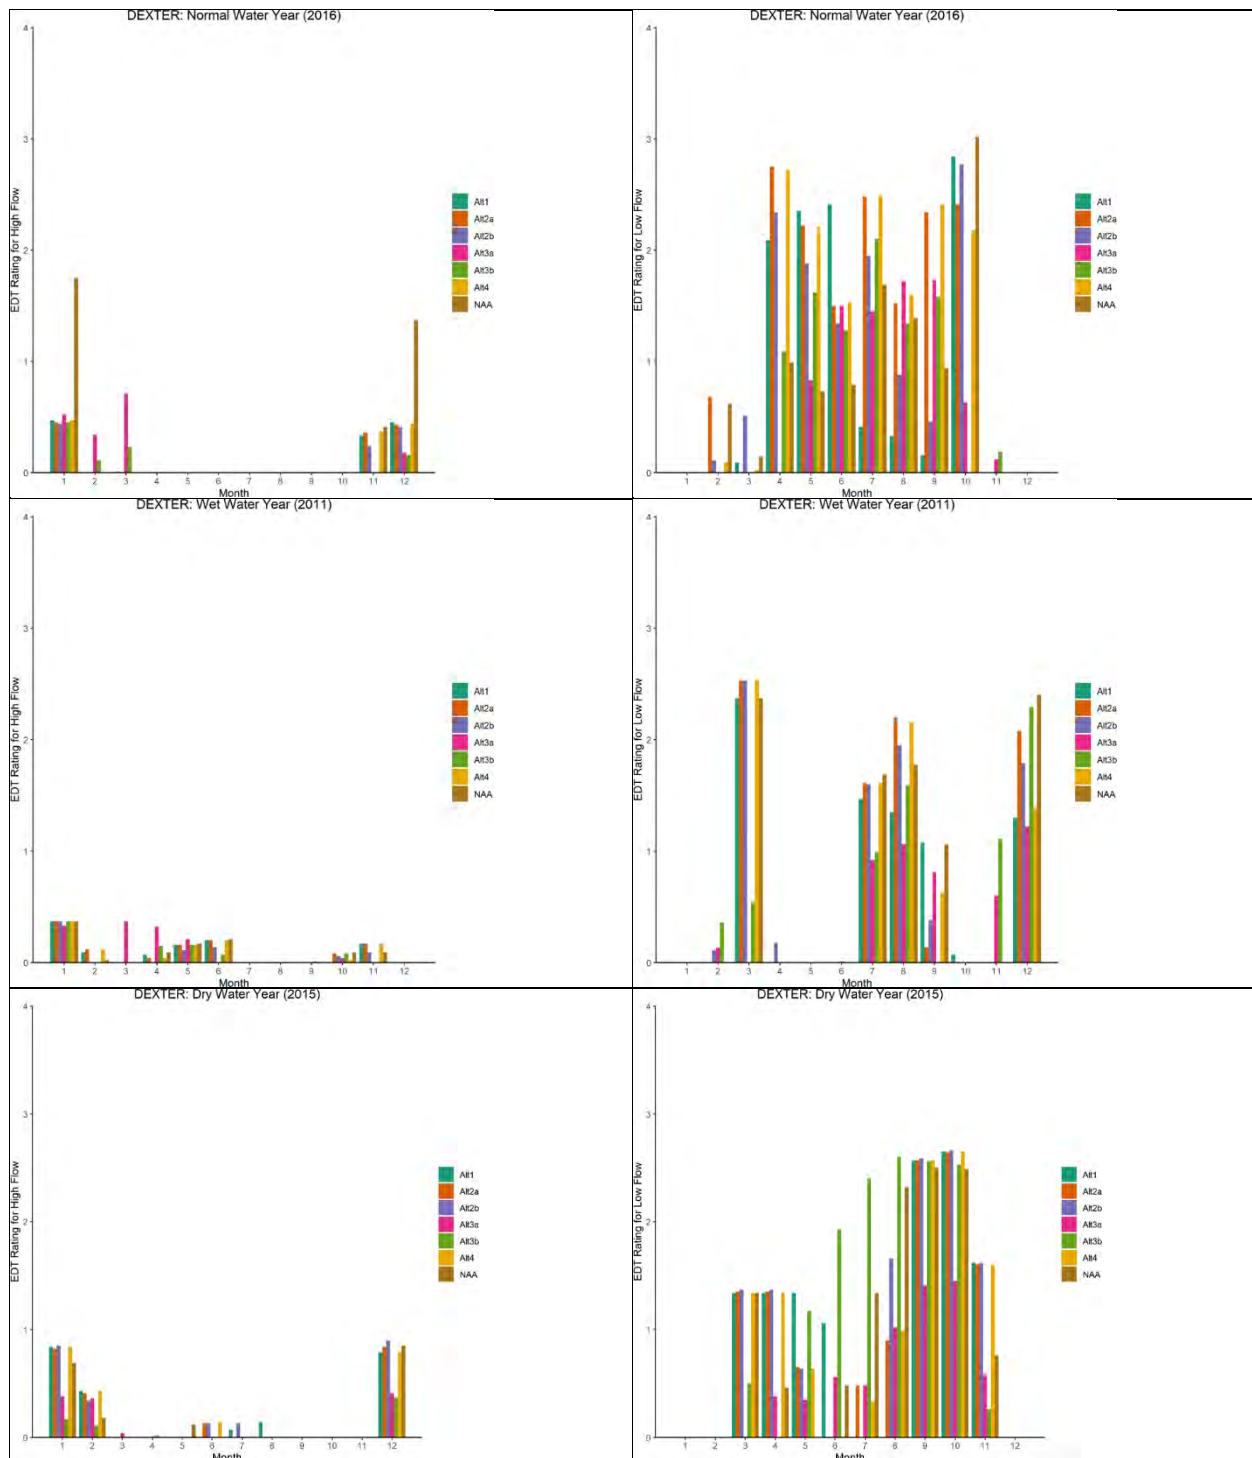 DEXTER: Normal Water Year (2016)
EDT Rating for High Flow
4
3
2
1
0
1 2 3 4 5 6 7 8 9 10 11 12
Month
Alt1
Alt2a
Alt2b
Alt3a
Alt3b
Alt4
NAA
DEXTER: Normal Water Year (2016)
EDT Rating for Low Flow
4
3
2
1
0
1 2 3 4 5 6 7 8 9 10 11 12
Month
Alt1
Alt2a
Alt2b
Alt3a
Alt3b
Alt4
NAA
DEXTER: Wet Water Year (2011)
EDT Rating for High Flow
4
3
2
1
0
1 2 3 4 5 6 7 8 9 10 11 12
Month
Alt1
Alt2a
Alt2b
Alt3a
Alt3b
Alt4
NAA
DEXTER: Wet Water Year (2011)
EDT Rating for Low Flow
4
3
2
1
0
1 2 3 4 5 6 7 8 9 10 11 12
Month
Alt1
Alt2a
Alt2b
Alt3a
Alt3b
Alt4
NAA
DEXTER: Dry Water Year (2015)
EDT Rating for High Flow
4
3
2
1
0
1 2 3 4 5 6 7 8 9 10 11 12
Month
Alt1
Alt2a
Alt2b
Alt3a
Alt3b
Alt4
NAA
DEXTER: Dry Water Year (2015)
EDT Rating for Low Flow
4
3
2
1
0
1 2 3 4 5 6 7 8 9 10 11 12
Month
Alt1
Alt2a
Alt2b
Alt3a
Alt3b
Alt4
NAA